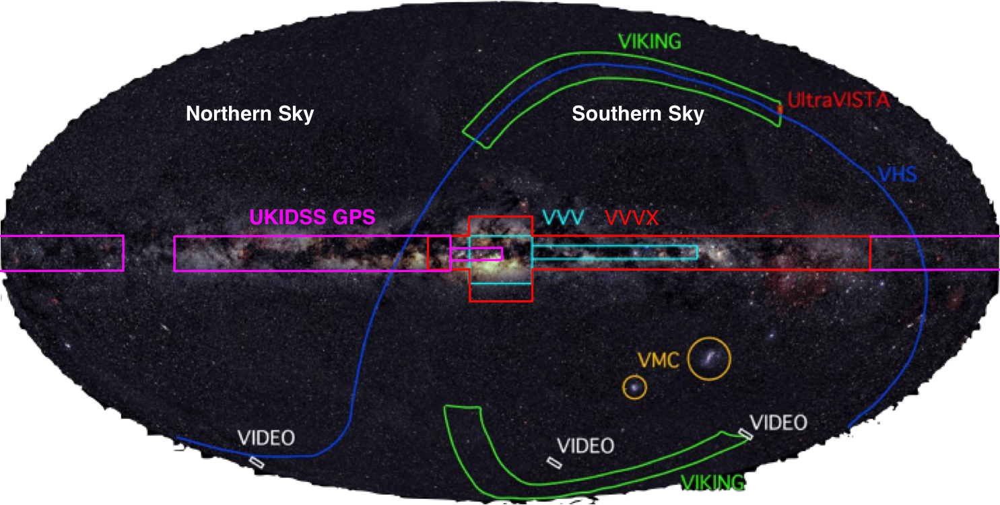 VIKING
UltraVISTA
Northern Sky
Southern Sky
VHS
UKIDSS GPS
VVV
VVVX
VMC
VIDEO
VIDEO
VIDEO
VIKING